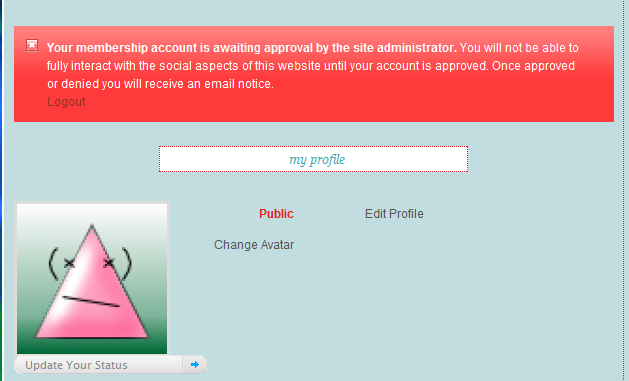 Your membership account is awaiting approval by the site administrator. You will not be able to
fully interact with the social aspects of this website until your account is approved. Once approved
or denied you will receive an email notice.
Logout
my profile
Public
Edit Profile
Change Avatar
Update Your Status